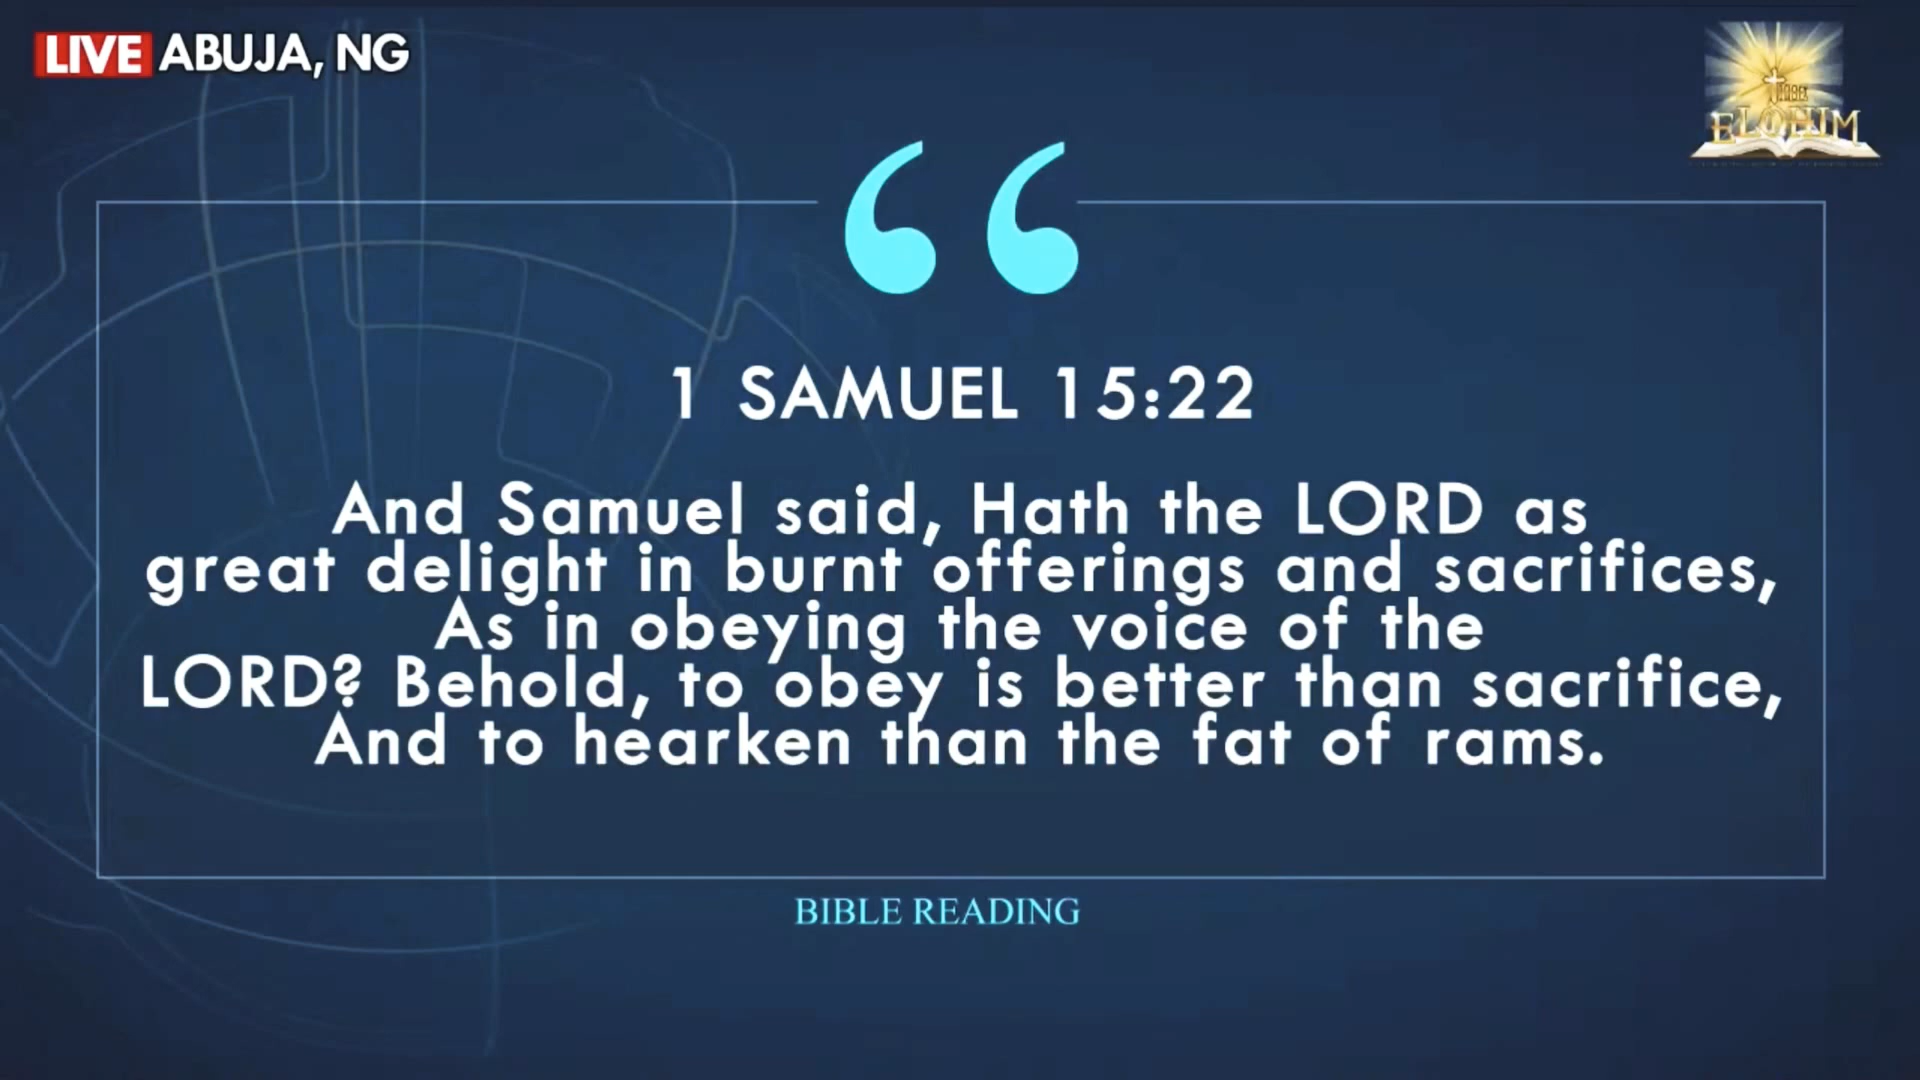 LIVE ABUJA, NG
ELOHIM
1 SAMUEL 15:22
And Samuel said, Hath the LORD as
great delight in burnt offerings and sacrifices,
As in obeying the voice of the
LORD? Behold, to obey is better than sacrifice,
And to hearken than the fat of rams.
BIBLE READING